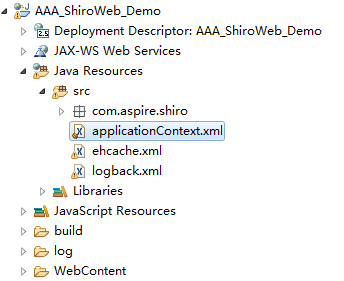 AAA_ShiroWeb_Demo
Deployment Descriptor: AAA_ShiroWeb_Demo
JAX-WS Web Services
Java Resources
src
com.aspire.shiro
applicationContext.xml
ehcache.xml
logback.xml
Libraries
JavaScript Resources
build
log
WebContent